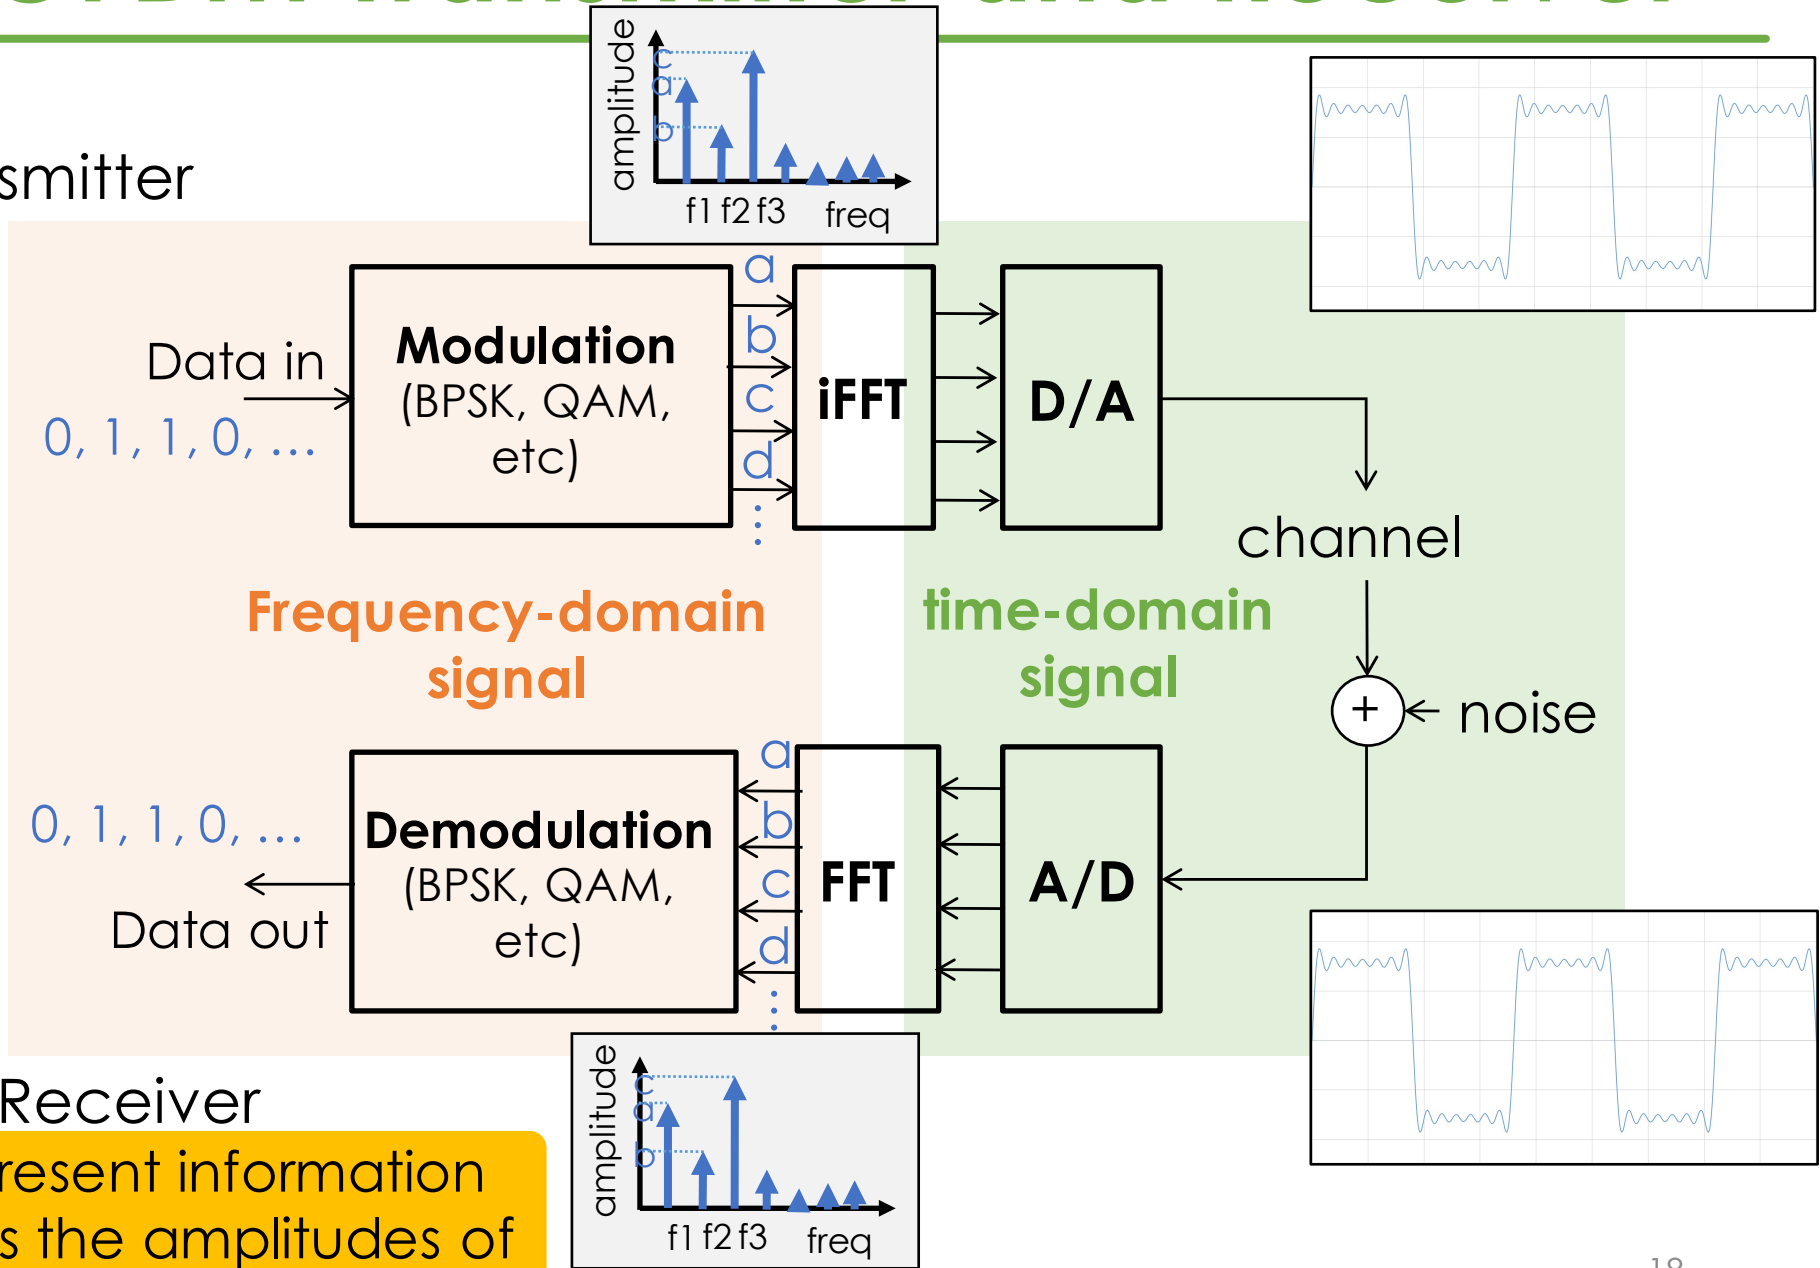 amplitude
c
a
b
f1 f2 f3 freq
smitter
Data in
0, 1, 1, 0, ...
Modulation
(BPSK, QAM,
etc)
a
b
c
d
⋮
iFFT
D/A
channel
Frequency-domain
signal
time-domain
signal
+
noise
0, 1, 1, 0, ...
Data out
Demodulation
(BPSK, QAM,
etc)
a
b
c
d
⋮
FFT
A/D
Receiver
resent information
s the amplitudes of
amplitude
c
a
b
f1 f2 f3 freq